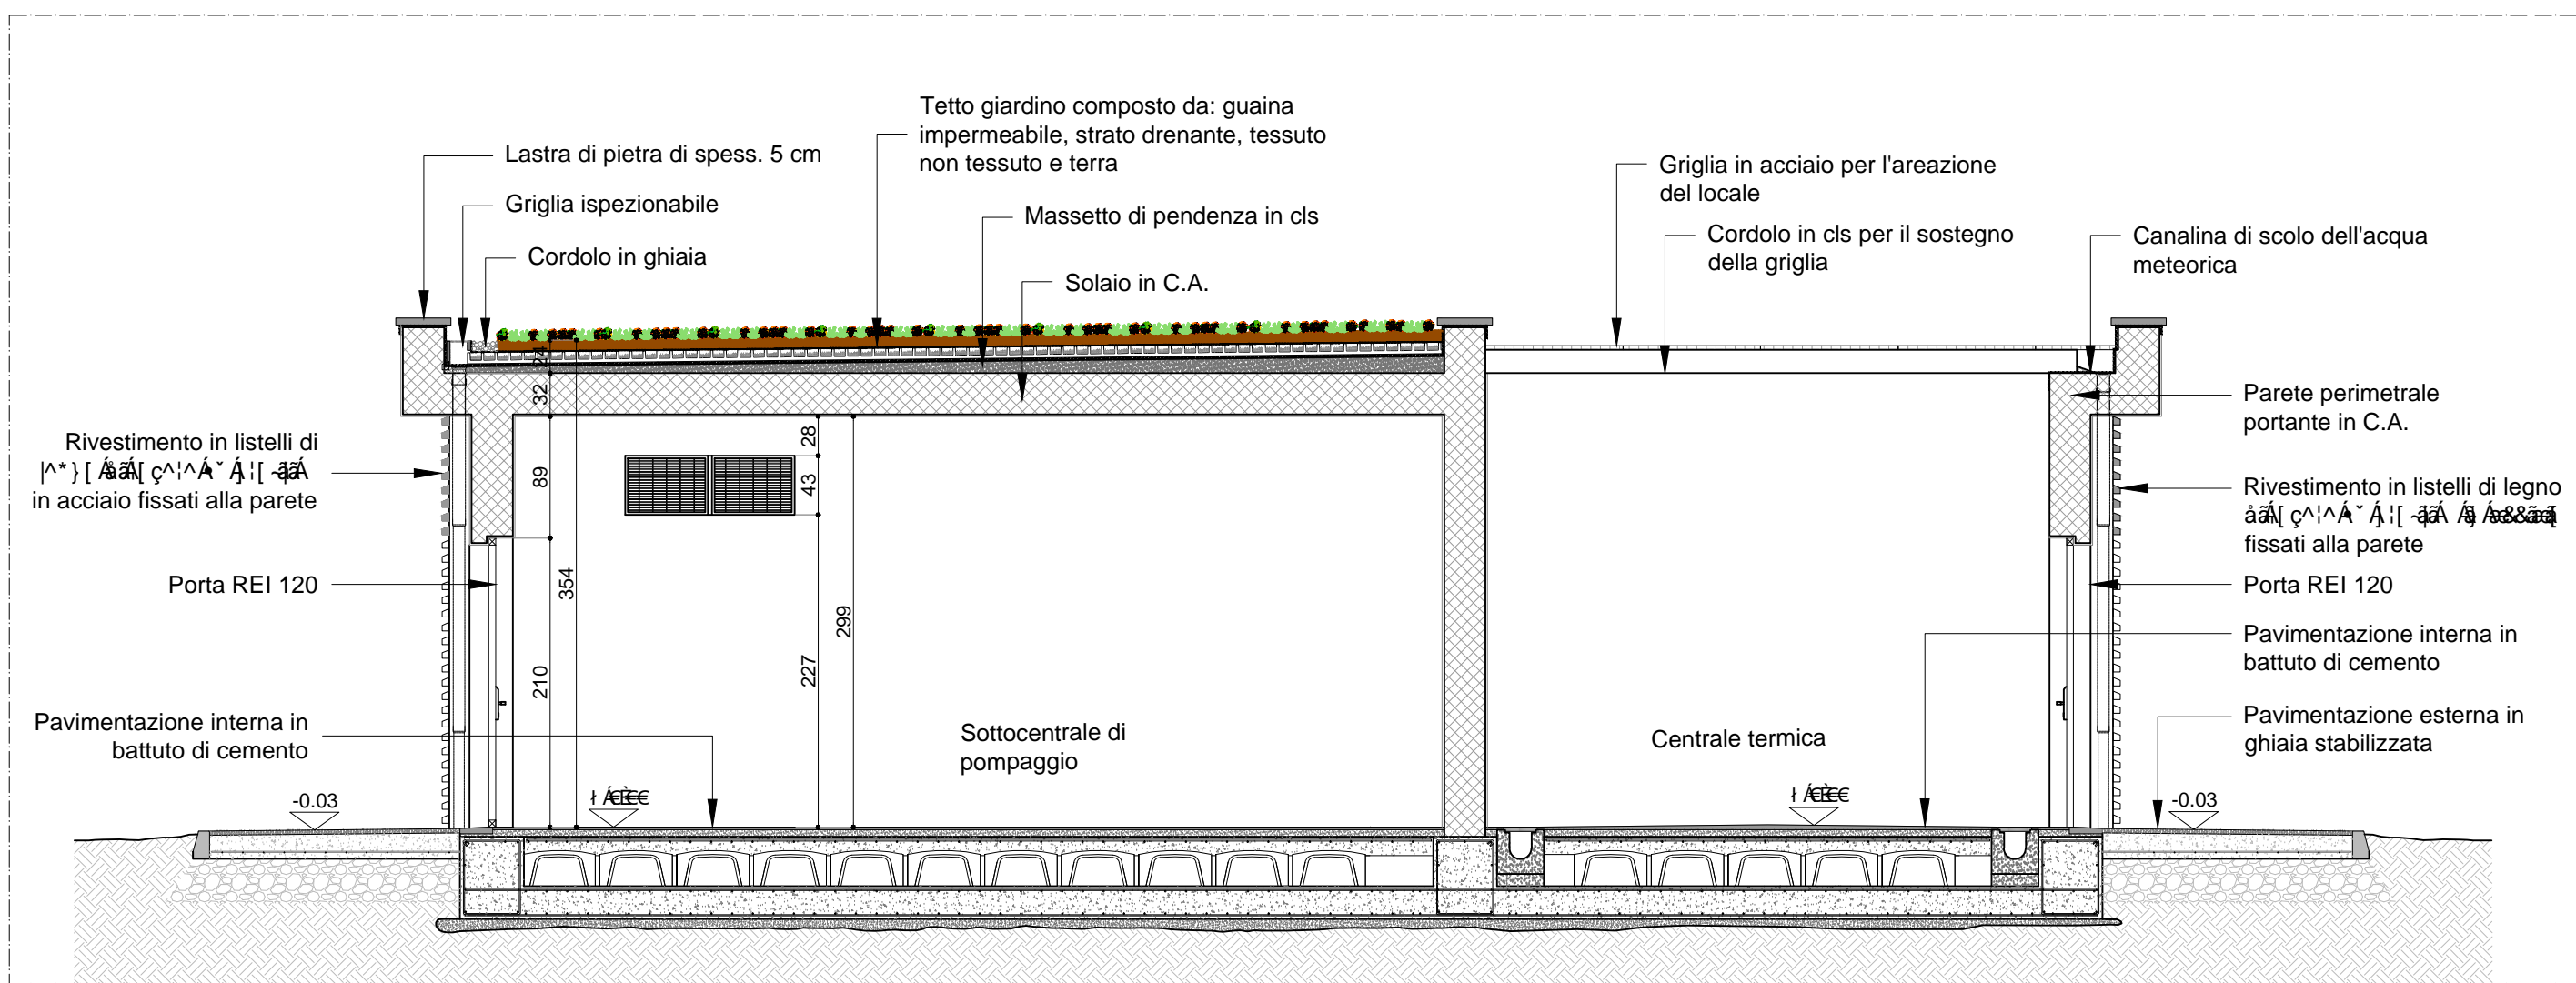 Tetto giardino composto da: guaina
impermeabile, strato drenante, tessuto
non tessuto e terra
Lastra di pietra di spess. 5 cm
Griglia ispezionabile
Cordolo in ghiaia
Massetto di pendenza in cls
Solaio in C.A.
Griglia in acciaio per l'areazione
del locale
Cordolo in cls per il sostegno
della griglia
Canalina di scolo dell'acqua
meteorica
Parete perimetrale
portante in C.A.
Rivestimento in listelli di
in acciaio fissati alla parete
Rivestimento in listelli di legno
fissati alla parete
Porta REI 120
Porta REI 120
Pavimentazione interna in
battuto di cemento
Pavimentazione interna in
battuto di cemento
Pavimentazione esterna in
ghiaia stabilizzata
Sottocentrale di
pompaggio
Centrale termica
24
32
89
210
354
28
43
227
299
-0.03
-0.03